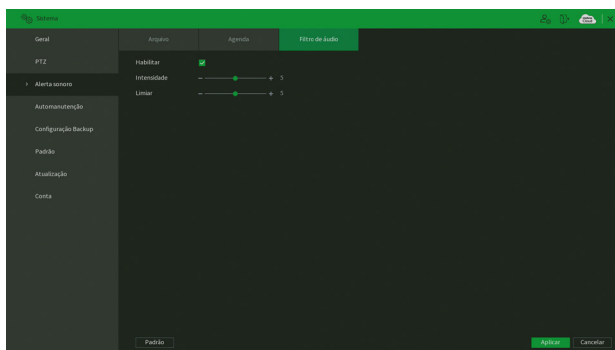 Sistema
Geral
PTZ
Alerta sonoro
Automanutenção
Configuração Backup
Padrão
Atualização
Conta
Arquivo
Agenda
Filtro de áudio
Habilitar
Intensidade
5
Limiar
5
Padrão
Aplicar
Cancelar